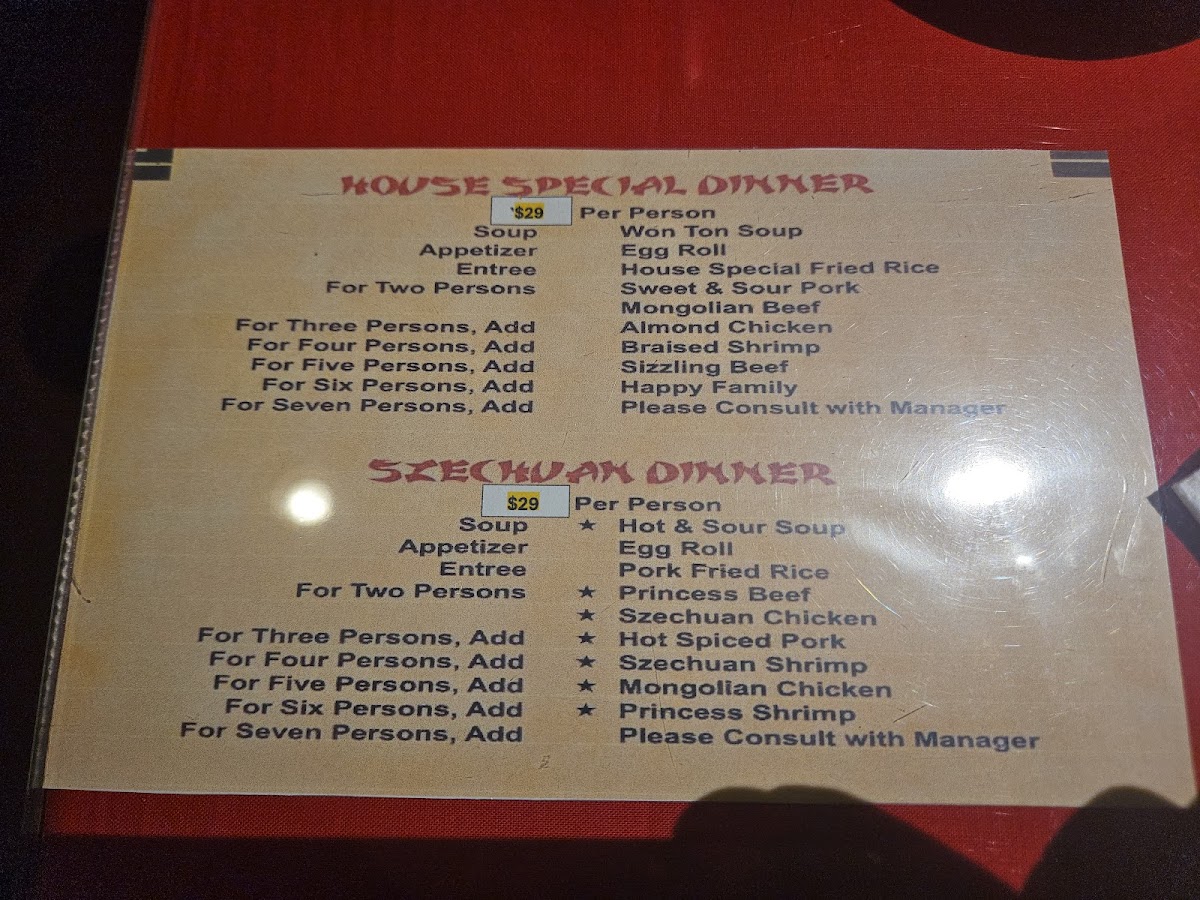 HOUSE SPECIAL DINNER
$29 Per Person
Soup Won Ton Soup
Appetizer Egg Roll
Entree House Special Fried Rice
For Two Persons Sweet & Sour Pork
Mongolian Beef
For Three Persons, Add Almond Chicken
For Four Persons, Add Braised Shrimp
For Five Persons, Add Sizzling Beef
For Six Persons, Add Happy Family
For Seven Persons, Add Please Consult with Manager
SZECHUAN DINNER
$29 Per Person
Soup ★ Hot & Sour Soup
Appetizer Egg Roll
Entree Pork Fried Rice
For Two Persons ★ Princess Beef
★ Szechuan Chicken
For Three Persons, Add ★ Hot Spiced Pork
For Four Persons, Add ★ Szechuan Shrimp
For Five Persons, Add ★ Mongolian Chicken
For Six Persons, Add ★ Princess Shrimp
For Seven Persons, Add Please Consult with Manager